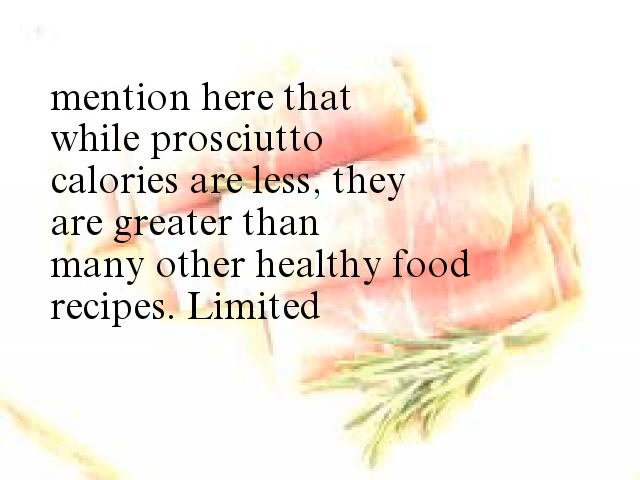 mention here that
while prosciutto
calories are less, they
are greater than
many other healthy food
recipes. Limited